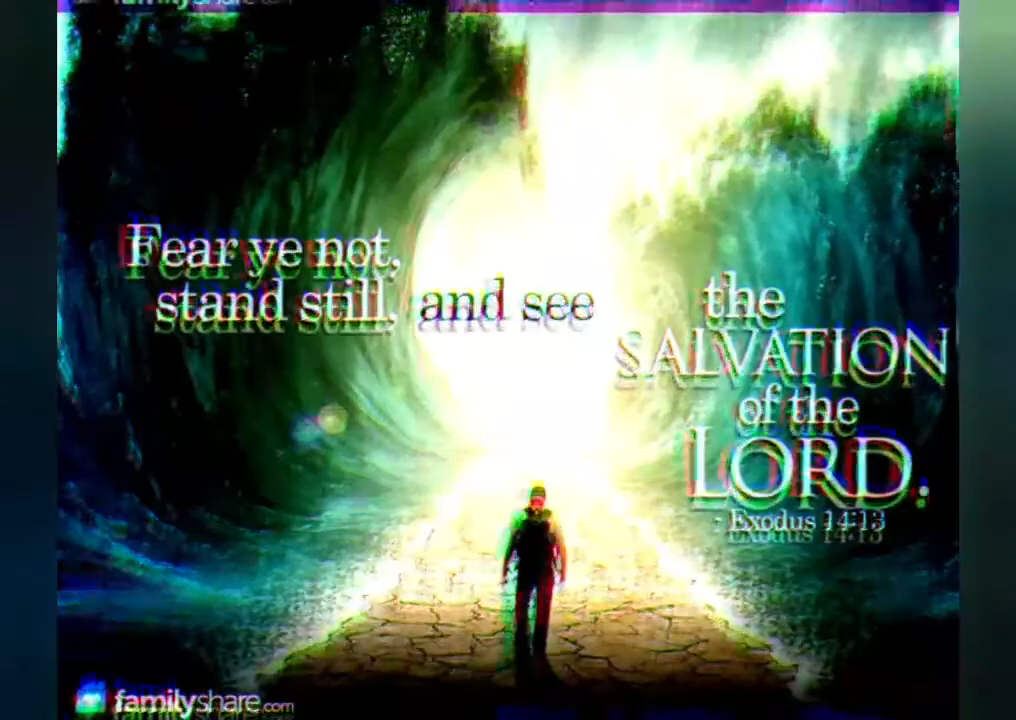 familyshare.com
Fear ye not,
stand still, and see
the
SALVATION
of the
LORD.
- Exodus 14:13
familyshare.com